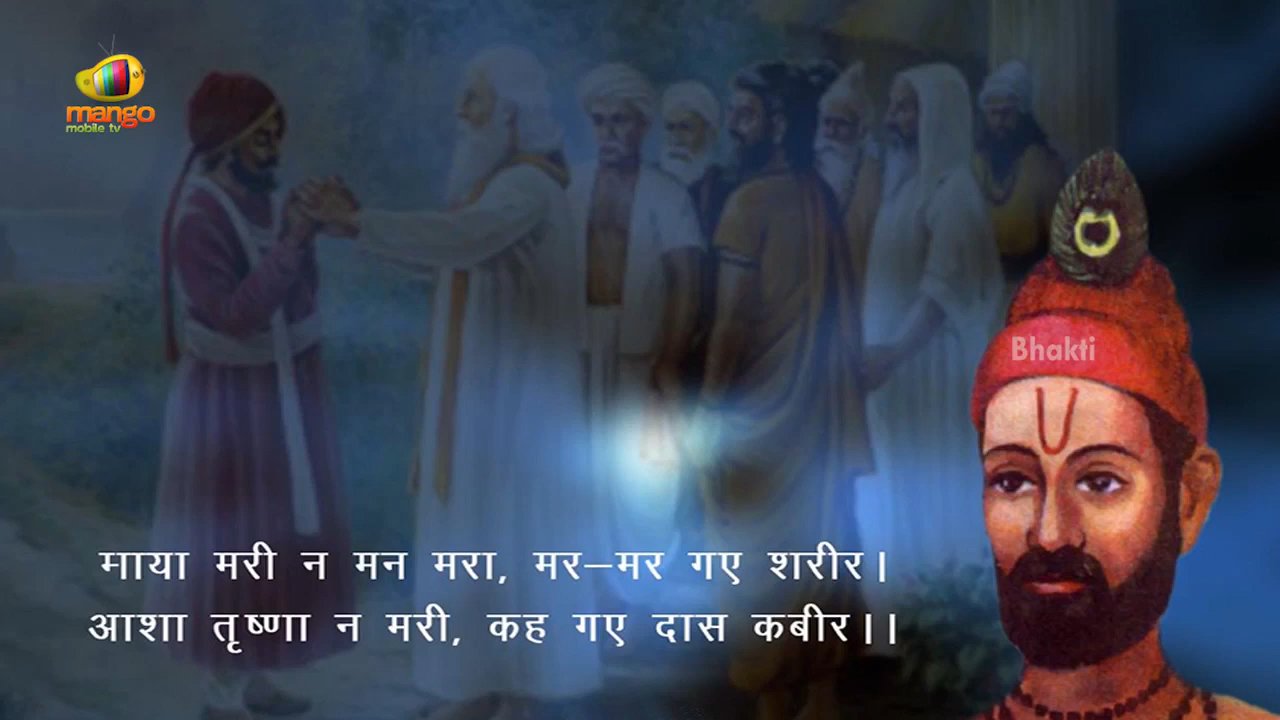 mango
mobile tv
Bhakti
माया मरी न मन मरा, मर–मर गए शरीर।
आशा तृष्णा न मरी, कह गए दास कबीर।।